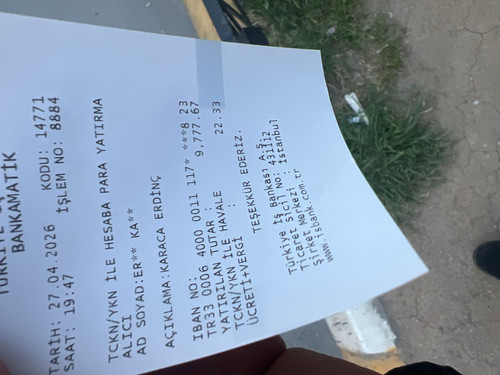 BANKAMATİK
TARİH: 27.04.2026 KODU: 14771
SAAT: 19:47 İŞLEM NO: 8884
TCKN/YKN İLE HESABA PARA YATIRMA
ALICI
AD SOYAD:ER** KA**
AÇIKLAMA:KARACA ERDİNÇ
IBAN NO:
TR33 0006 4000 0011 117* ***8 23
YATIRILAN TUTAR : 9.777.67
TCKN/YKN İLE HAVALE
ÜCRETİ+VERGİ : 22.33
TEŞEKKÜR EDERİZ.
Türkiye İş Bankası A.Ş.
Ticaret Sicil No: 431112
Şirket Merkezi : İstanbul
www.isbank.com.tr